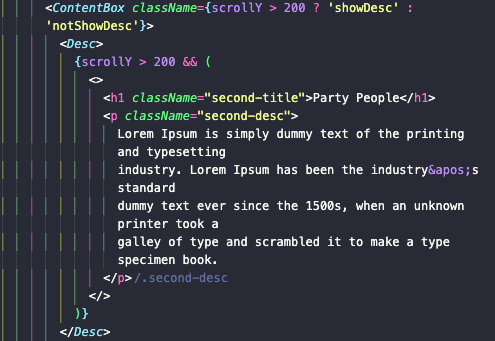 <ContentBox className={scrollY > 200 ? 'showDesc' :
'notShowDesc'}>
<Desc>
{scrollY > 200 && (
<>
<h1 className="second-title">Party People</h1>
<p className="second-desc">
Lorem Ipsum is simply dummy text of the printing
and typesetting
industry. Lorem Ipsum has been the industry&apos;s
standard
dummy text ever since the 1500s, when an unknown
printer took a
galley of type and scrambled it to make a type
specimen book.
</p>/.second-desc
</>
)}
</Desc>